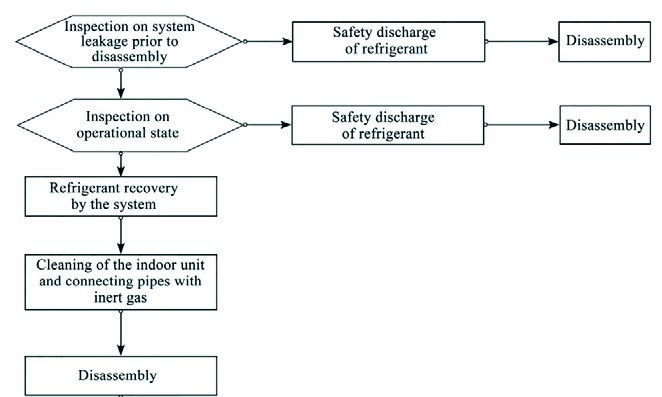 Inspection on system
leakage prior to
disassembly
Safety discharge
of refrigerant
Disassembly
Inspection on
operational state
Safety discharge
of refrigerant
Disassembly
Refrigerant recovery
by the system
Cleaning of the indoor unit
and connecting pipes with
inert gas
Disassembly